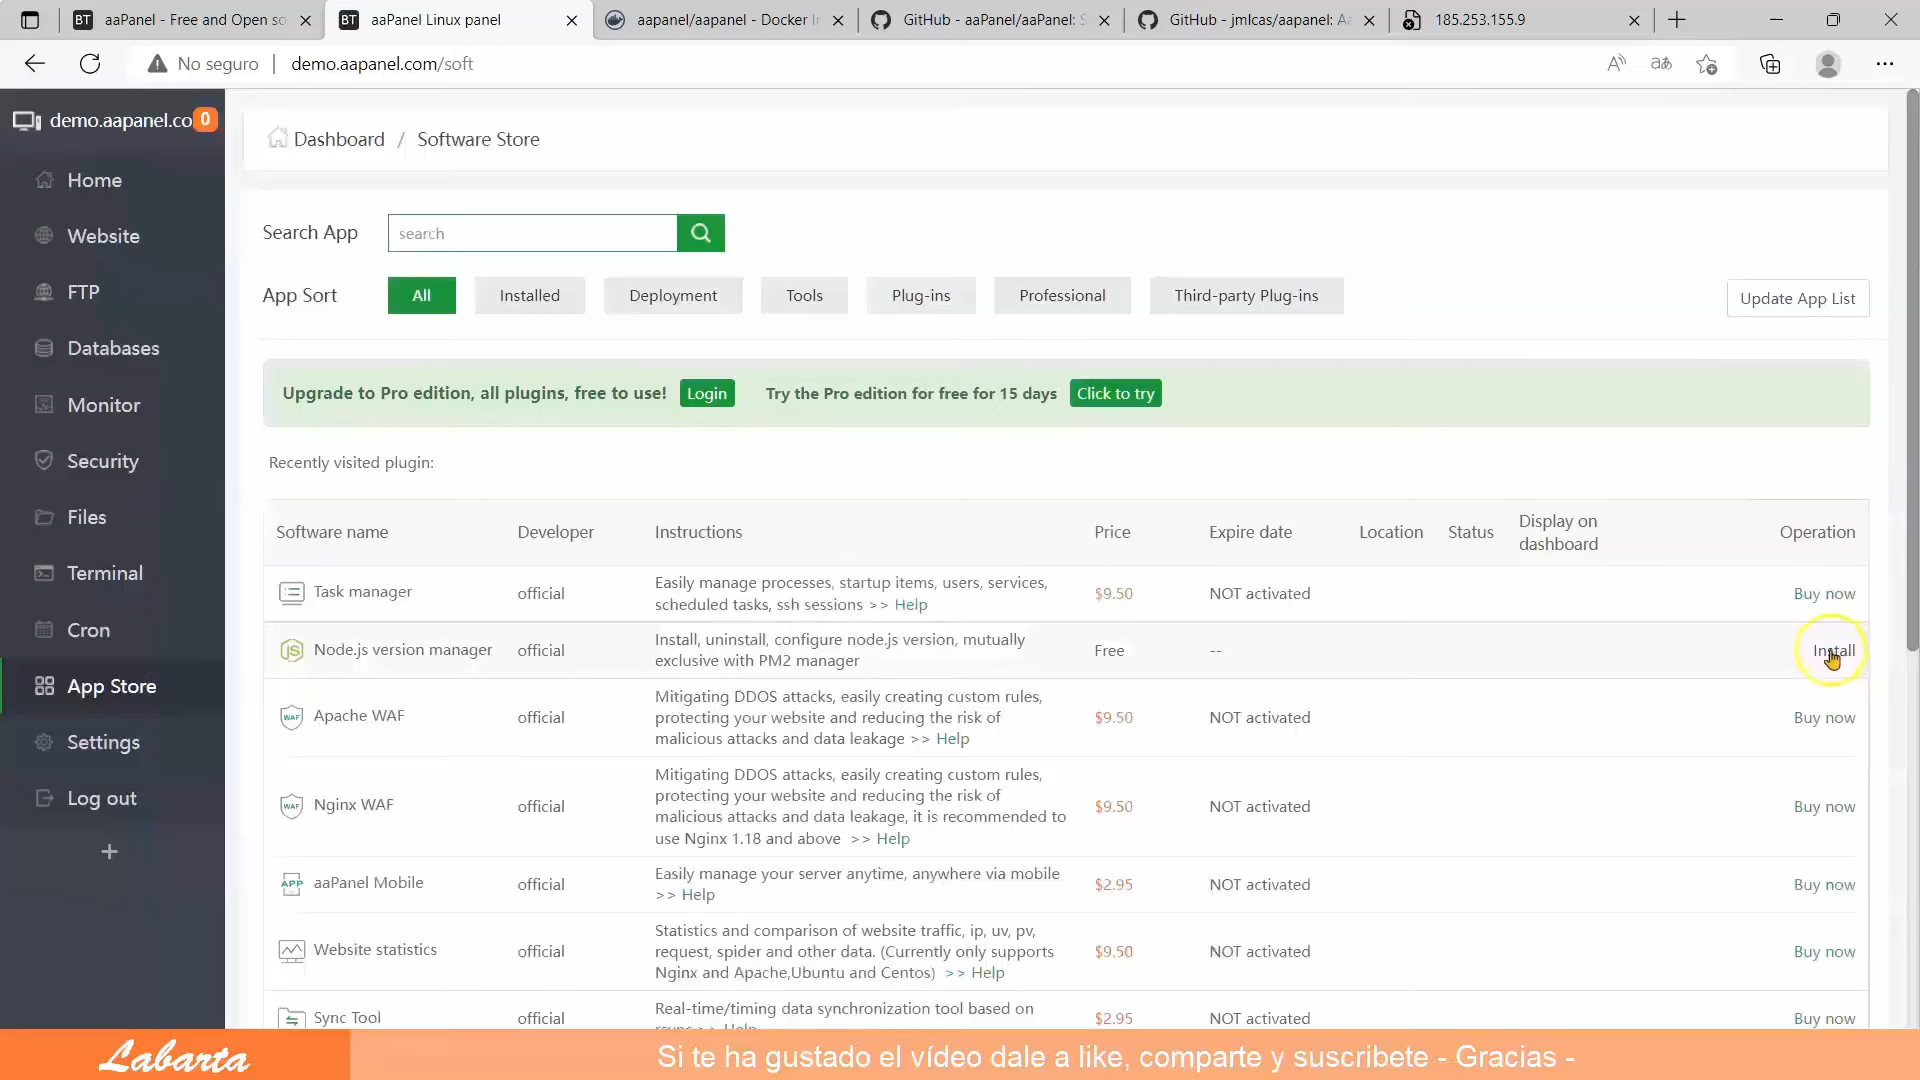 aaPanel - Free and Open so
aaPanel Linux panel
aapanel/aapanel - Docker I
GitHub - aaPanel/aaPanel: S
GitHub - jmlcas/aapanel: Aa
185.253.155.9
No seguro
demo.aapanel.com/soft
demo.aapanel.co
0
Home
Website
FTP
Databases
Monitor
Security
Files
Terminal
Cron
App Store
Settings
Log out
Dashboard / Software Store
Search App
search
App Sort
All
Installed
Deployment
Tools
Plug-ins
Professional
Third-party Plug-ins
Update App List
Upgrade to Pro edition, all plugins, free to use! Login Try the Pro edition for free for 15 days Click to try
Recently visited plugin:
Software name Developer Instructions Price Expire date Location Status Display on dashboard Operation
Task manager official Easily manage processes, startup items, users, services,
scheduled tasks, ssh sessions >> Help
$9.50 NOT activated Buy now
Node.js version manager official Install, uninstall, configure node.js version, mutually
exclusive with PM2 manager
Free -- Install
Apache WAF official Mitigating DDOS attacks, easily creating custom rules,
protecting your website and reducing the risk of
malicious attacks and data leakage >> Help
$9.50 NOT activated Buy now
Nginx WAF official Mitigating DDOS attacks, easily creating custom rules,
protecting your website and reducing the risk of
malicious attacks and data leakage, it is recommended to
use Nginx 1.18 and above >> Help
$9.50 NOT activated Buy now
aaPanel Mobile official Easily manage your server anytime, anywhere via mobile
>> Help
$2.95 NOT activated Buy now
Website statistics official Statistics and comparison of website traffic, ip, uv, pv,
request, spider and other data. (Currently only supports
Nginx and Apache,Ubuntu and Centos) >> Help
$9.50 NOT activated Buy now
Sync Tool official Real-time/timing data synchronization tool based on
rsync >> Help
$2.95 NOT activated Buy now
Labarta
Si te ha gustado el vídeo dale a like, comparte y suscribete - Gracias -